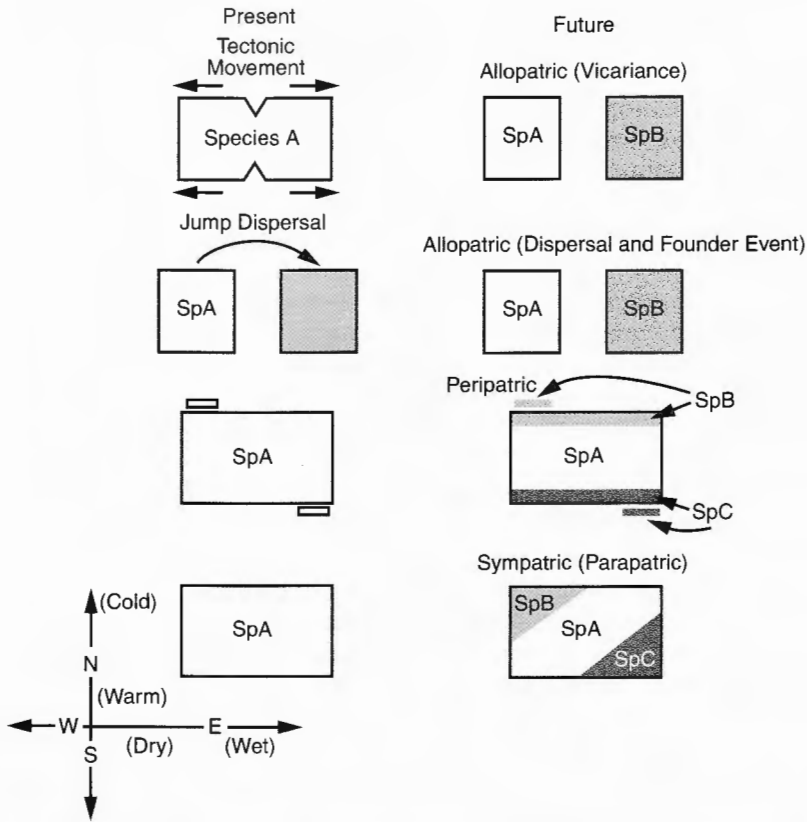 Present
Future
Tectonic
Movement
Allopatric (Vicariance)
Species A
SpA
SpB
Jump Dispersal
Allopatric (Dispersal and Founder Event)
SpA
SpA
SpB
Peripatric
SpB
SpA
SpA
SpC
Sympatric (Parapatric)
(Cold)
SpA
SpB
SpA
SpC
N
(Warm)
W
E
S
(Dry)
(Wet)